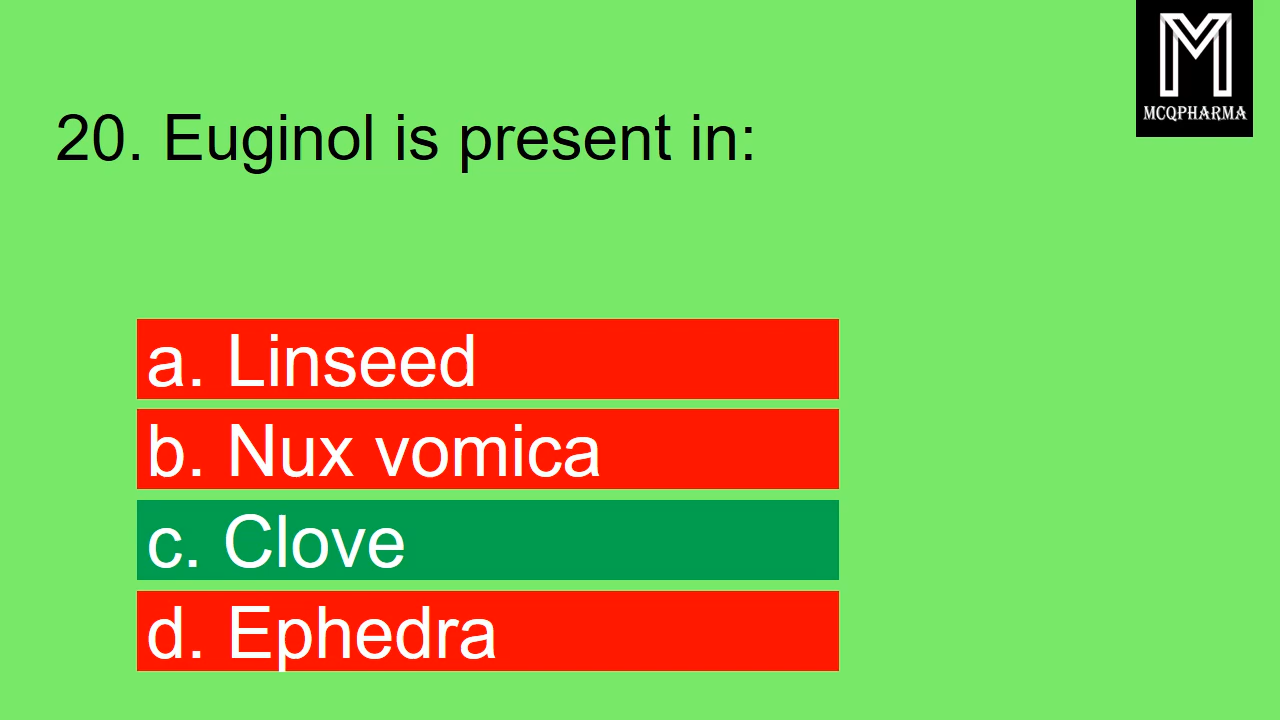 M
MCQPHARMA
20. Euginol is present in:
a. Linseed
b. Nux vomica
c. Clove
d. Ephedra